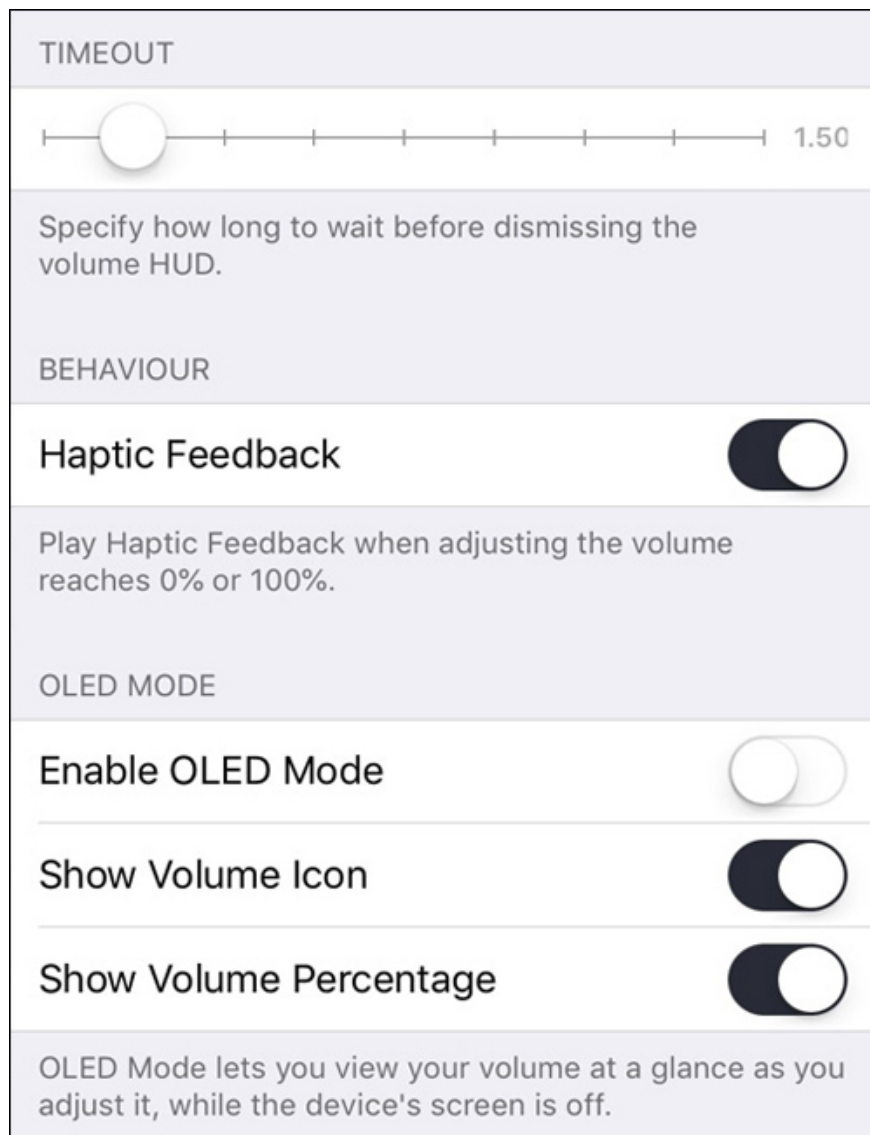 TIMEOUT
1.50
Specify how long to wait before dismissing the
volume HUD.
BEHAVIOUR
Haptic Feedback
Play Haptic Feedback when adjusting the volume
reaches 0% or 100%.
OLED MODE
Enable OLED Mode
Show Volume Icon
Show Volume Percentage
OLED Mode lets you view your volume at a glance as you
adjust it, while the device's screen is off.